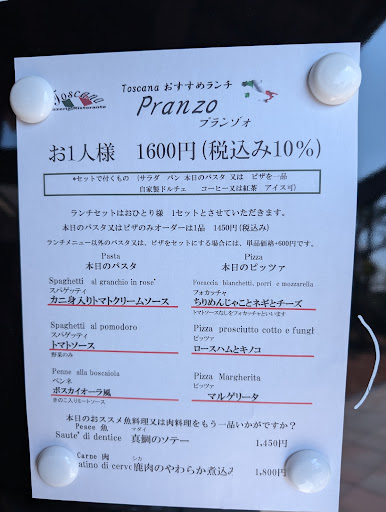 Toscana
Toscana おすすめランチ
Pranzo
プランゾォ
お1人様 1600円(税込み10%)
*セットで付くもの (サラダ パン 本日のパスタ 又は ピザを一品
自家製ドルチェ コーヒー又は紅茶 アイス可)
ランチセットはおひとり様 1セットとさせていただきます。
本日のパスタ又はピザのみオーダーは1品 1450円(税込み)
ランチメニュー以外のパスタ又は、ピザをセットにする場合には、単品価格+600円です。
Pasta
本日のパスタ
Spaghetti al granchio in rose'
スパゲッティ
カニ身入りトマトクリームソース
Spaghetti al pomodoro
スパゲッティ
トマトソース
野菜のみ
Penne alla boscaiola
ペンネ
ボスカイオーラ風
きのこ入りミートソース
Pizza
本日のピッツァ
Focaccia bianchetti, porri e mozzarella
フォカッチャ
ちりめんじゃことネギとチーズ
トマトソースなしをフォカッチャといいます
Pizza prosciutto cotto e funghi
ピッツァ
ロースハムとキノコ
Pizza Margherita
ピッツァ
マルゲリータ
本日のおススメ魚料理又は肉料理をもう一品いかがですか?
Pesce 魚 マダイ
Saute' di dentice 真鯛のソテー 1,450円
Carne 肉 シカ
atino di cervo 鹿肉のやわらか煮込み 1,800円